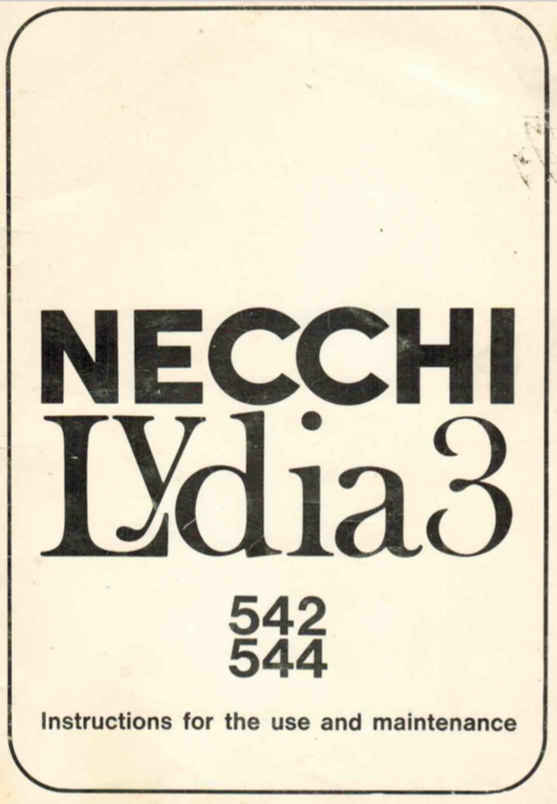 NECCHI
Lydia3
542
544
Instructions for the use and maintenance